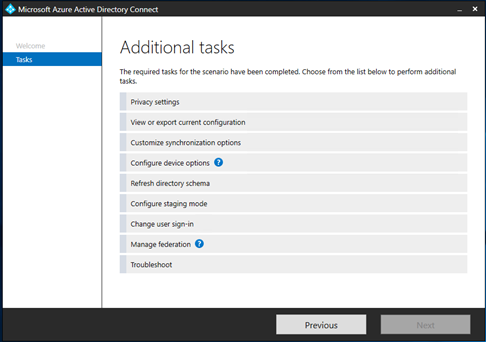 Microsoft Azure Active Directory Connect
Welcome
Tasks
Additional tasks
The required tasks for the scenario have been completed. Choose from the list below to perform additional
tasks.
Privacy settings
View or export current configuration
Customize synchronization options
Configure device options ?
Refresh directory schema
Configure staging mode
Change user sign-in
Manage federation ?
Troubleshoot
Previous
Next